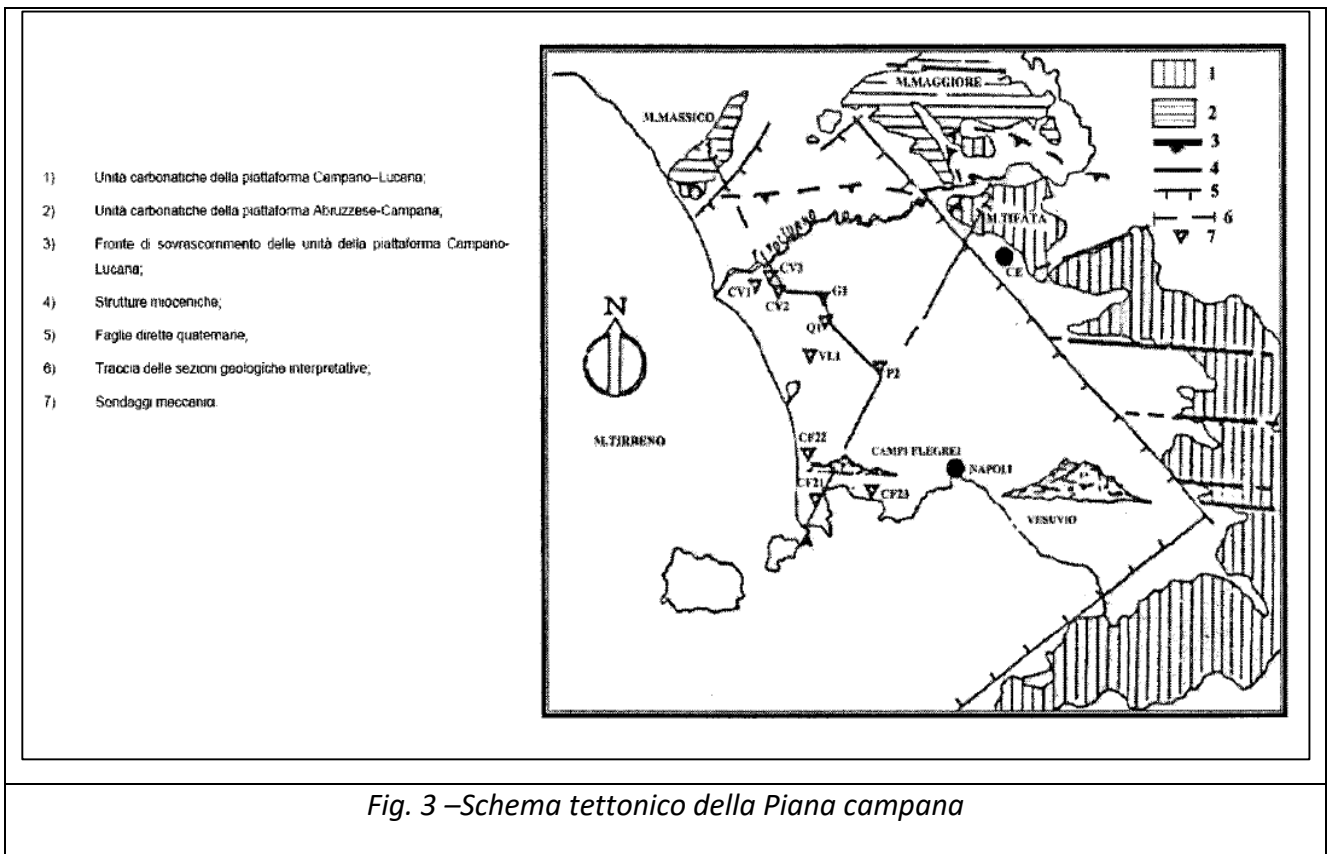 1) Unità carbonatiche della piattaforma Campano–Lucana;
2) Unità carbonatiche della piattaforma Abruzzese-Campana;
3) Fronte di sovrascorrimento delle unità della piattaforma Campano-
Lucana;
4) Strutture mioceniche;
5) Faglie dirette quaternarie;
6) Traccia delle sezioni geologiche interpretative;
7) Sondaggi meccanici.
M.MAGGIORE
M.MASSICO
1
2
3
4
5
6
7
M.TIFATA
CE
CV3
CV1
CV2
G1
Q1
VL1
P2
N
M.TIRRENO
CF22
CAMPI FLEGREI
NAPOLI
CF21
CF23
VESUVIO
Fig. 3 –Schema tettonico della Piana campana